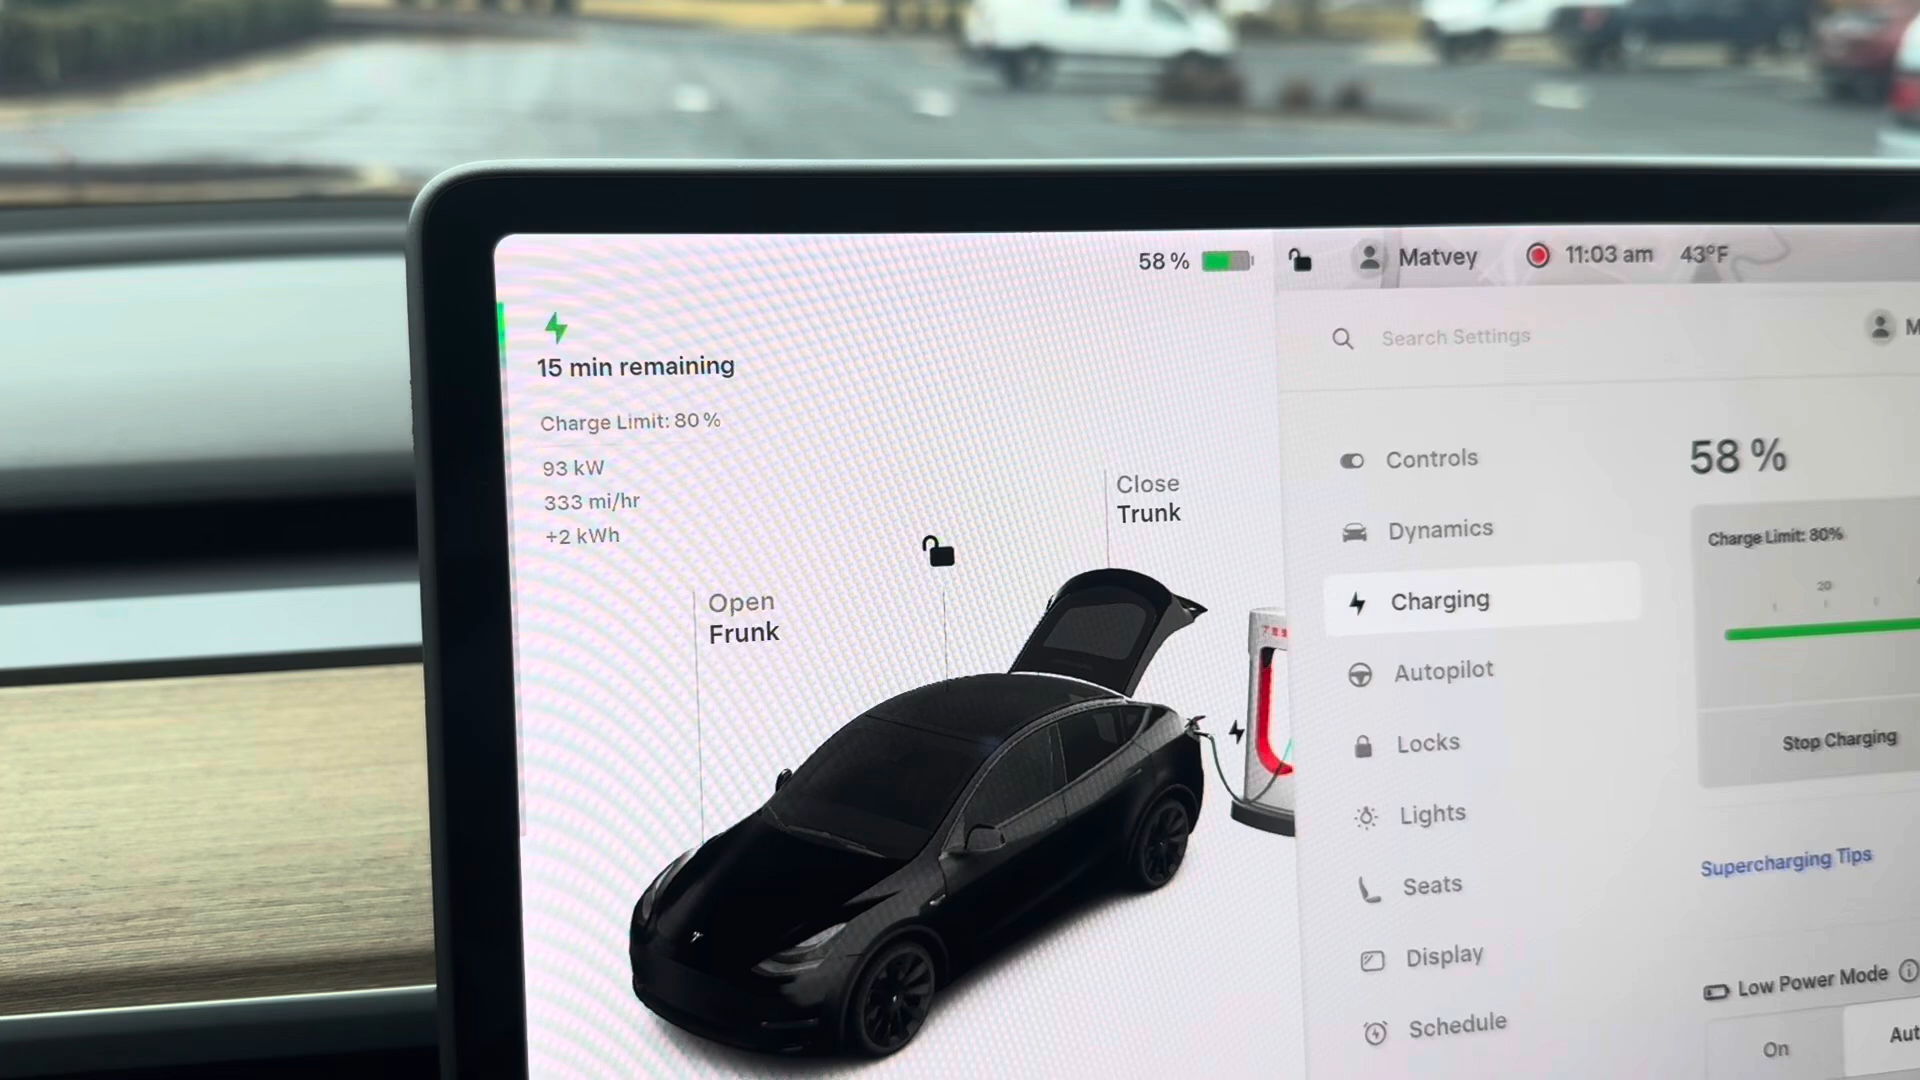 58 %
Matvey
11:03 am
43°F
15 min remaining
Charge Limit: 80 %
93 kW
333 mi/hr
+2 kWh
Open
Frunk
Close
Trunk
Search Settings
M
Controls
Dynamics
Charging
Autopilot
Locks
Lights
Seats
Display
Schedule
58 %
Charge Limit: 80%
20
Stop Charging
Supercharging Tips
Low Power Mode
On
Aut